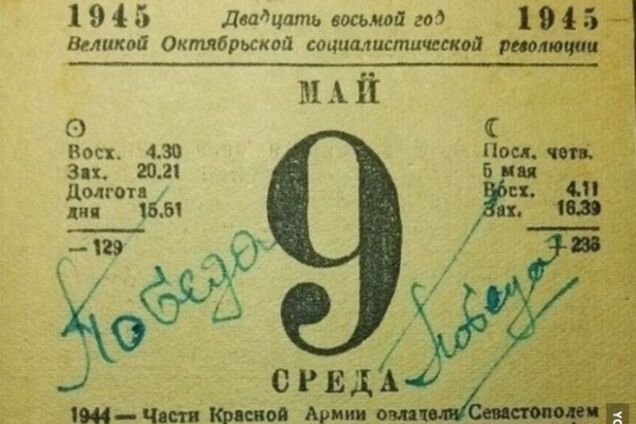 1945 Двадцать восьмой год 1945
Великой Октябрьской социалистической революции
МАЙ
Восх. 4.30
Зах. 20.21
Долгота
дня 15.51
— 129
9
Посл. четв.
5 мая
Восх. 4.11
Зах. 16.39
+ 236
Победа
Победа
СРЕДА
1944 — Части Красной Армии овладели Севастополем